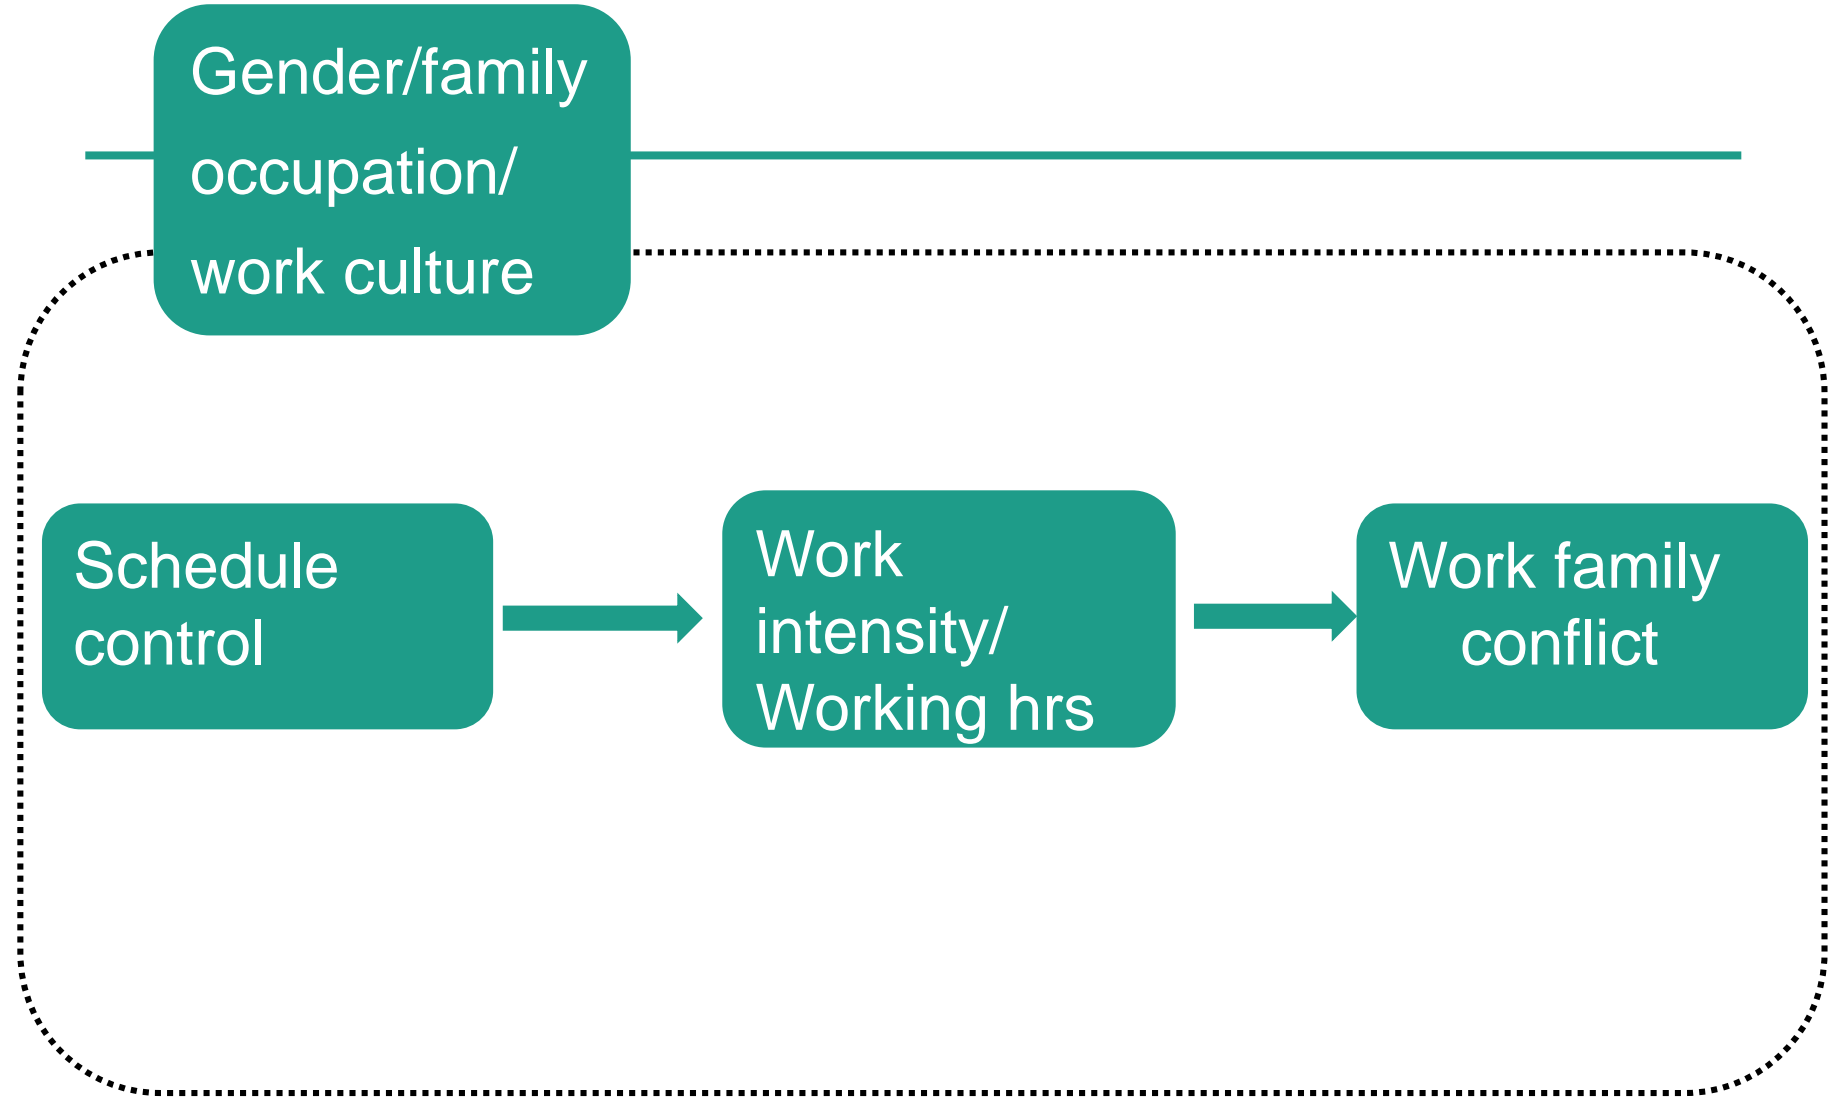 Gender/family
occupation/
work culture
Schedule
control
Work
intensity/
Working hrs
Work family
conflict